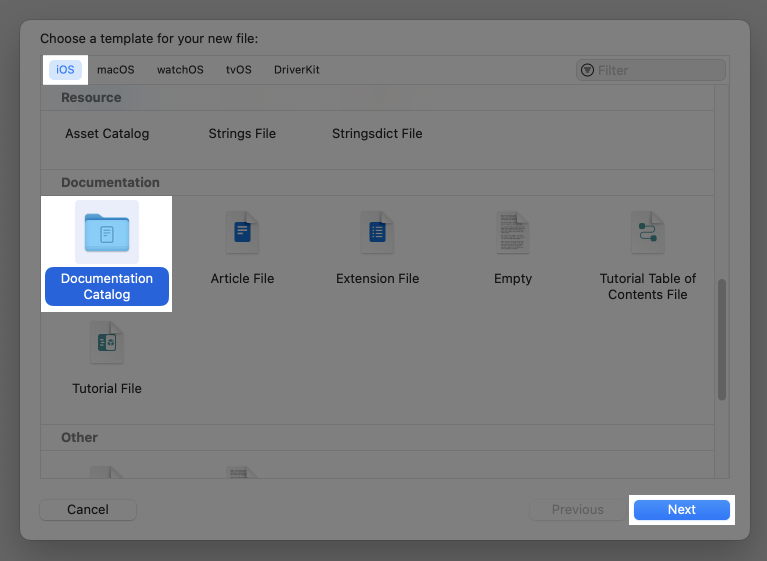 Choose a template for your new file:
iOS macOS watchOS tvOS DriverKit Filter
Resource
Asset Catalog Strings File Stringsdict File
Documentation
Documentation Catalog Article File Extension File Empty Tutorial Table of Contents File
Tutorial File
Other
Cancel Previous Next